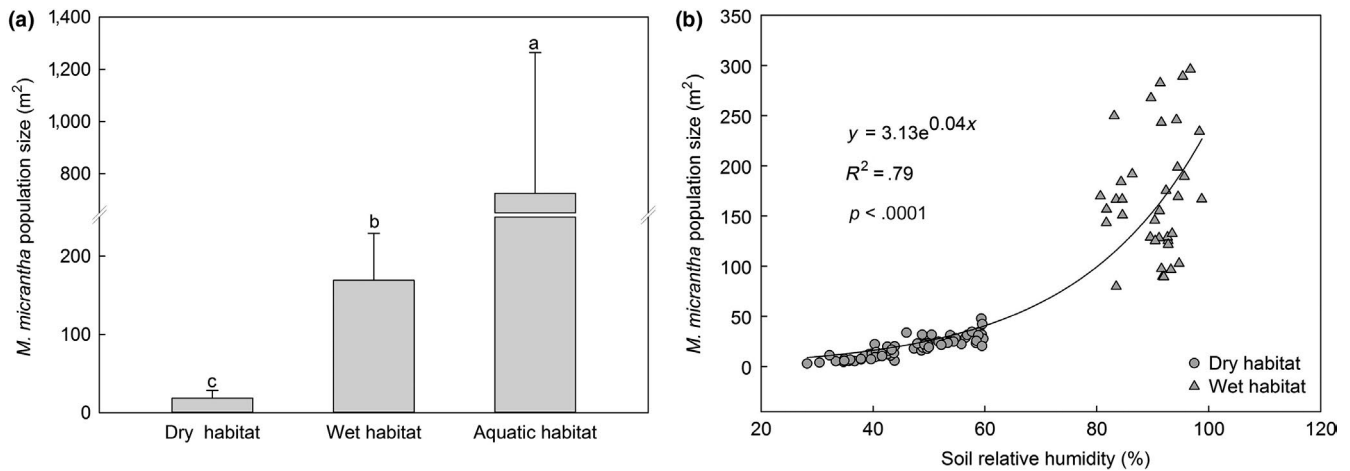 (a)
M. micrantha population size (m²)
1,400
1,200
1,000
800
200
100
0
a
b
c
Dry habitat
Wet habitat
Aquatic habitat
(b)
M. micrantha population size (m²)
350
300
250
200
150
100
50
0
y = 3.13e^0.04x
R² = .79
p < .0001
Dry habitat
Wet habitat
20
40
60
80
100
120
Soil relative humidity (%)